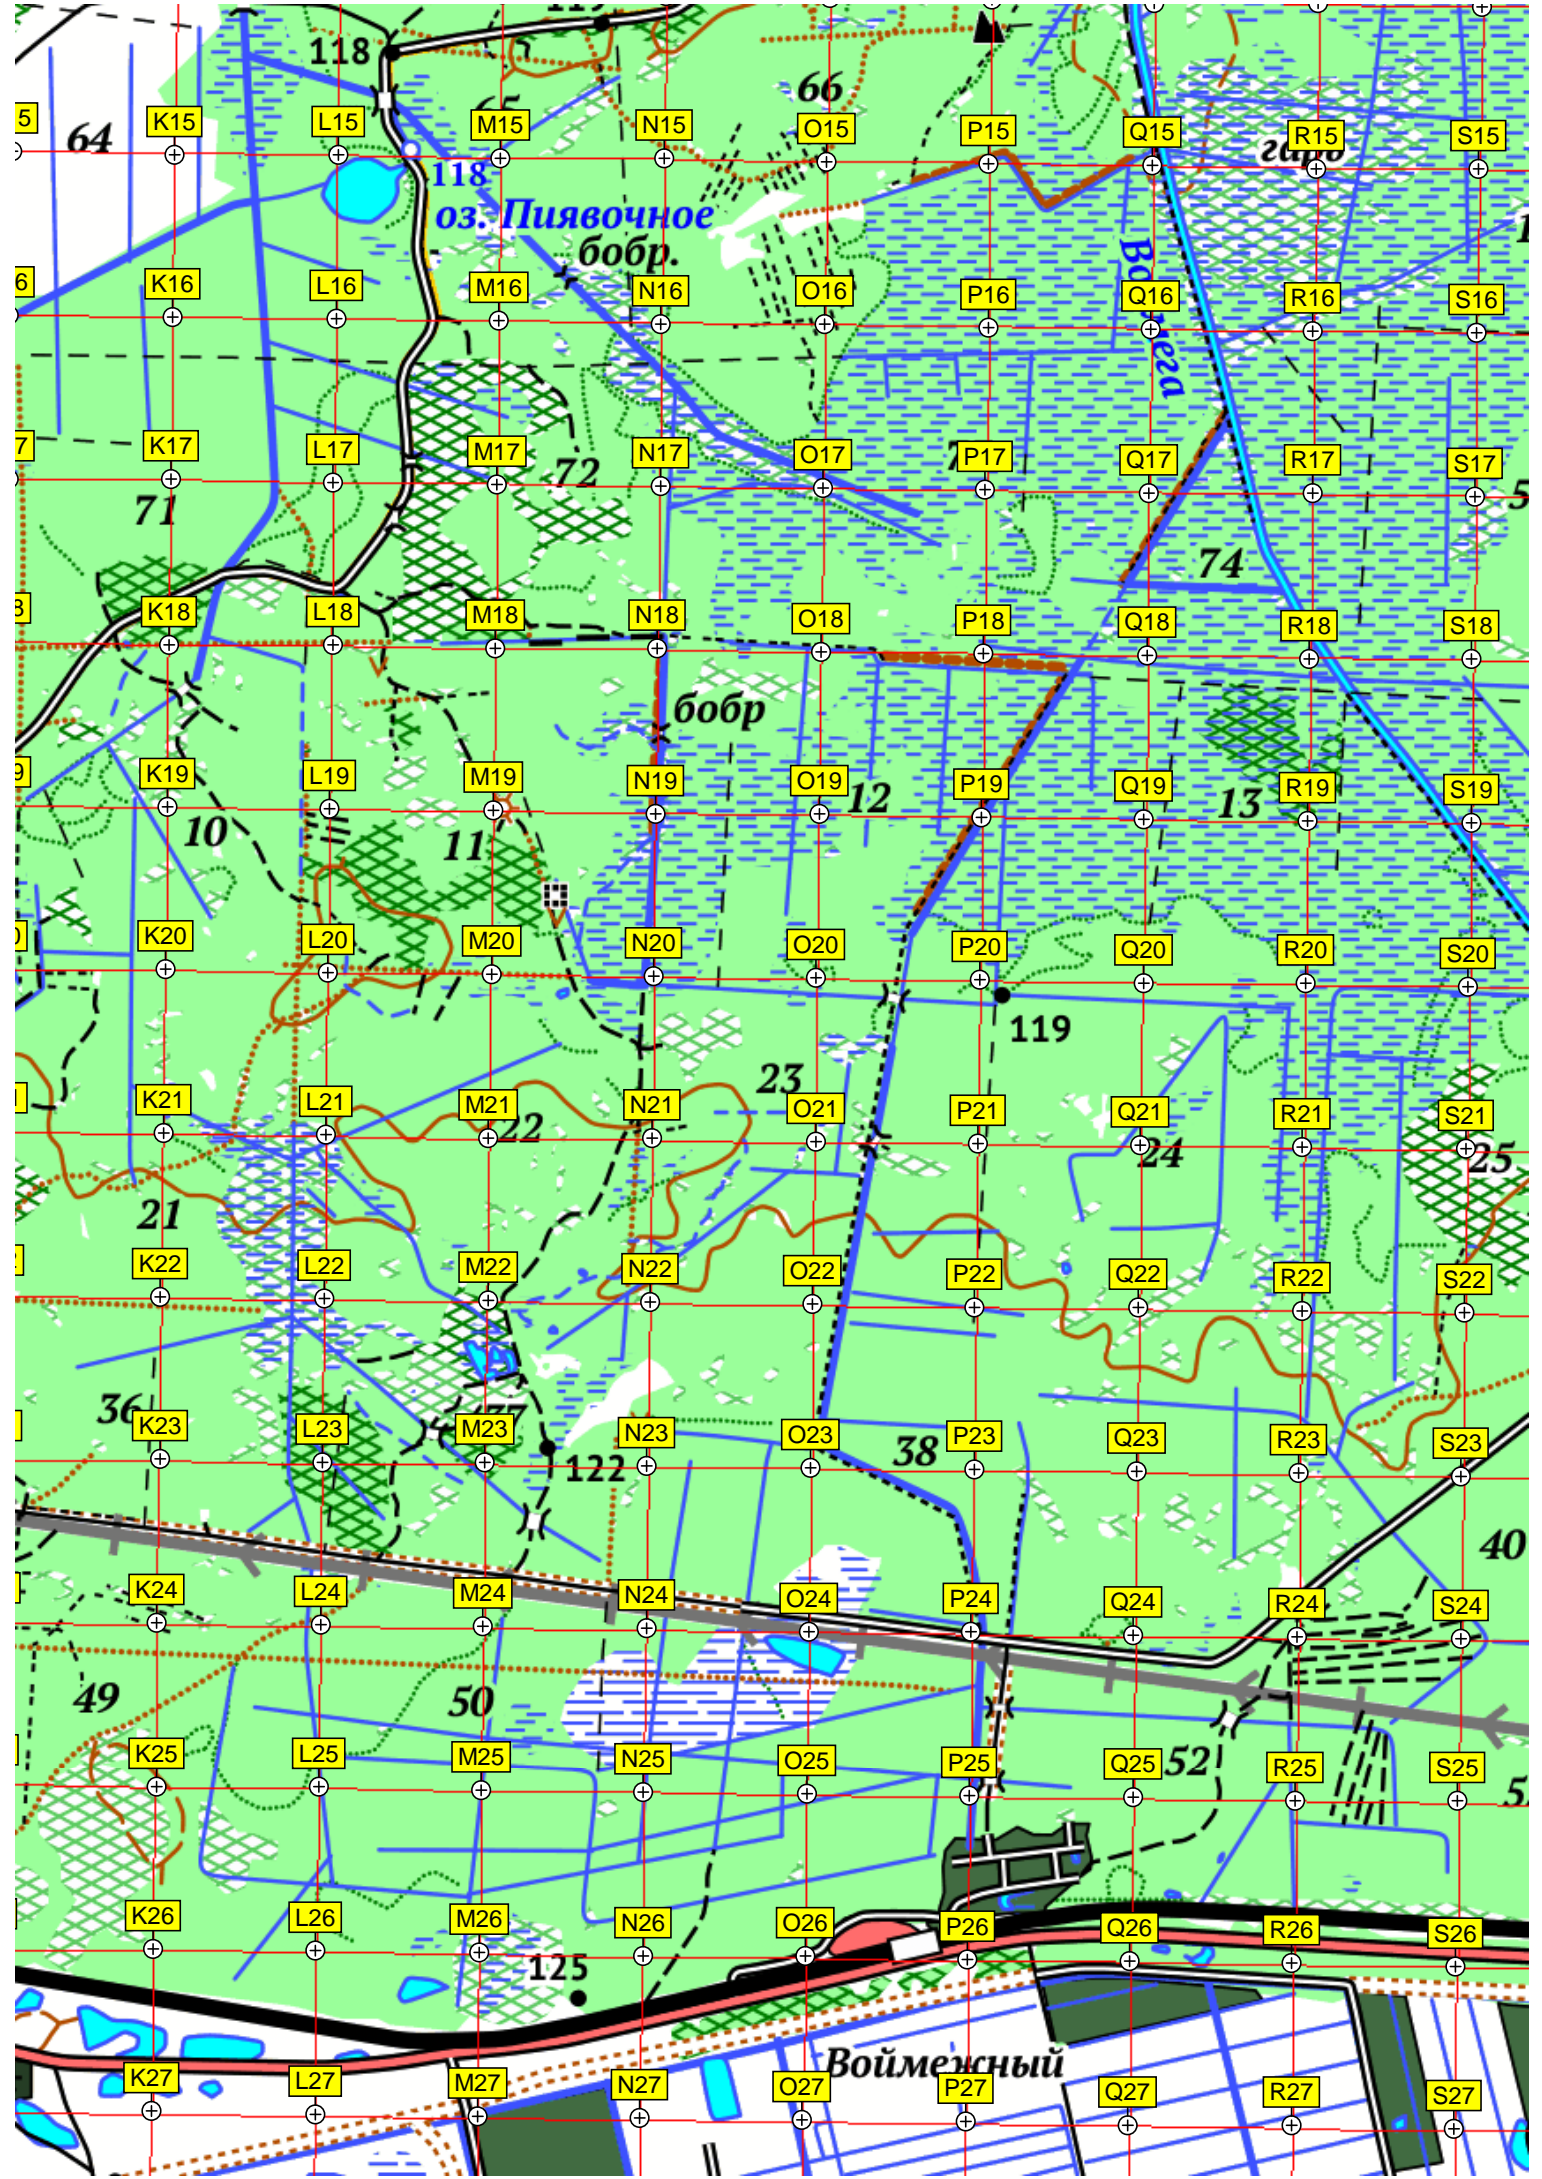 118
65
66
64
5 K15 L15 M15 N15 O15 P15 Q15 R15 S15
гарь
118
оз. Пиявочное
бобр.
Во
ега
6 K16 L16 M16 N16 O16 P16 Q16 R16 S16
7 K17 L17 M17 N17 O17 P17 Q17 R17 S17
71
72
74
K18 L18 M18 N18 O18 P18 Q18 R18 S18
бобр
K19 L19 M19 N19 O19 P19 Q19 R19 S19
10
11
12
13
K20 L20 M20 N20 O20 P20 Q20 R20 S20
119
23
K21 L21 M21 N21 O21 P21 Q21 R21 S21
22
24
25
21
K22 L22 M22 N22 O22 P22 Q22 R22 S22
36
K23 L23 M23 N23 O23 P23 Q23 R23 S23
38
122
40
K24 L24 M24 N24 O24 P24 Q24 R24 S24
49
50
52
K25 L25 M25 N25 O25 P25 Q25 R25 S25
K26 L26 M26 N26 O26 P26 Q26 R26 S26
125
Воймежный
K27 L27 M27 N27 O27 P27 Q27 R27 S27